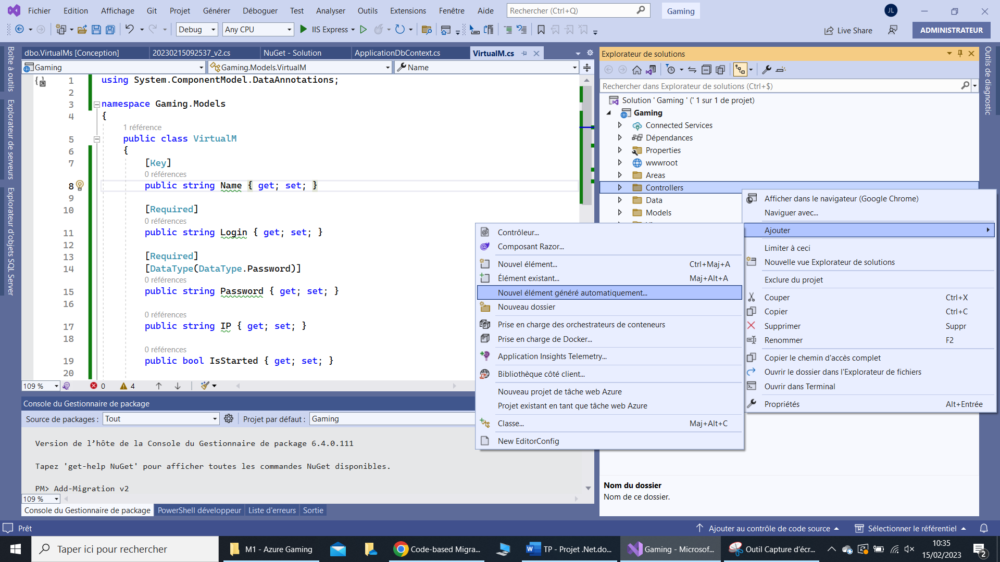 Fichier Edition Affichage Git Projet Générer Déboguer Test Analyser Outils Extensions Fenêtre Aide Rechercher (Ctrl+Q) Gaming JL
Debug Any CPU IIS Express Live Share ADMINISTRATEUR
Boîte à outils
Explorateur de serveurs
Explorateur d'objets SQL Server
dbo.VirtualMs [Conception] 20230215092537_v2.cs NuGet - Solution ApplicationDbContext.cs VirtualM.cs
Gaming Gaming.Models.VirtualM Name
1 using System.ComponentModel.DataAnnotations;
2
3 namespace Gaming.Models
4 {
1 référence
5 public class VirtualM
6 {
7 [Key]
0 références
8 public string Name { get; set; }
9
10 [Required]
0 références
11 public string Login { get; set; }
12
13 [Required]
14 [DataType(DataType.Password)]
0 références
15 public string Password { get; set; }
16
0 références
17 public string IP { get; set; }
18
0 références
19 public bool IsStarted { get; set; }
20
109 % 0 4
Console du Gestionnaire de package
Source de packages : Tout Projet par défaut : Gaming
Version de l’hôte de la Console du Gestionnaire de package 6.4.0.111
Tapez 'get-help NuGet' pour afficher toutes les commandes NuGet disponibles.
PM> Add-Migration v2
109 %
Console du Gestionnaire de package PowerShell développeur Liste d'erreurs Sortie
Explorateur de solutions
Rechercher dans Explorateur de solutions (Ctrl+$)
Solution ' Gaming ' (' 1 sur 1 de projet)
Gaming
Connected Services
Dépendances
Properties
wwwroot
Areas
Controllers
Data
Models
Outils de diagnostic
Afficher dans le navigateur (Google Chrome)
Naviguer avec...
Ajouter
Limiter à ceci
Nouvelle vue Explorateur de solutions
Exclure du projet
Couper Ctrl+X
Copier Ctrl+C
Supprimer Suppr
Renommer F2
Copier le chemin d'accès complet
Ouvrir le dossier dans l'Explorateur de fichiers
Ouvrir dans Terminal
Propriétés Alt+Entrée
Contrôleur...
Composant Razor...
Nouvel élément... Ctrl+Maj+A
Élément existant... Maj+Alt+A
Nouvel élément généré automatiquement...
Nouveau dossier
Prise en charge des orchestrateurs de conteneurs
Prise en charge de Docker...
Application Insights Telemetry...
Bibliothèque côté client...
Nouveau projet de tâche web Azure
Projet existant en tant que tâche web Azure
Classe... Maj+Alt+C
New EditorConfig
Nom du dossier
Nom de ce dossier.
Prêt Ajouter au contrôle de code source Sélectionner le référentiel
Taper ici pour rechercher M1 - Azure Gaming Code-based Migra... TP - Projet .Net.do... Gaming - Microsof... Outil Capture d'écr... 10:35
15/02/2023 2